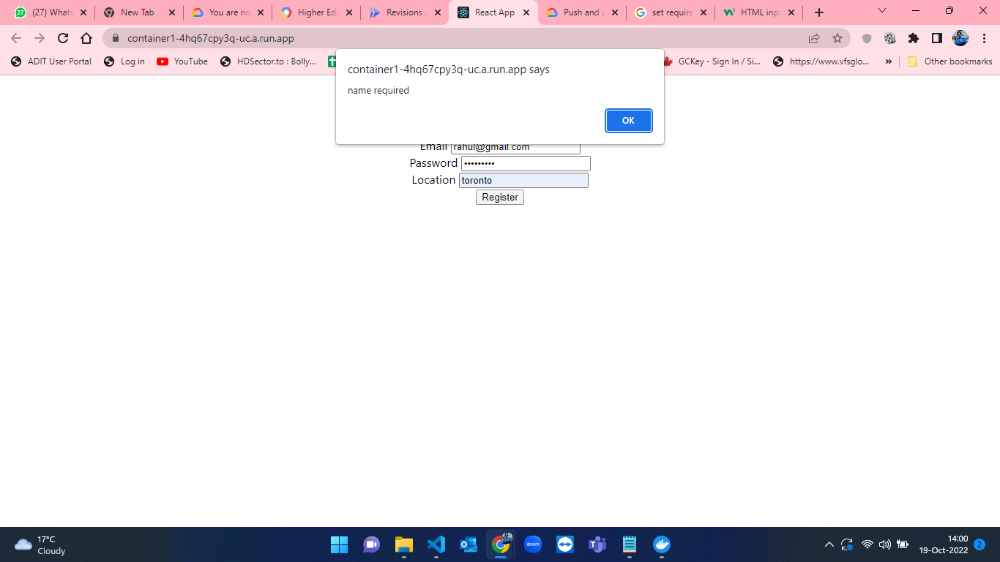 27 (27) Whats
New Tab
You are no
Higher Edu
Revisions
React App
Push and p
set require
HTML inpu
container1-4hq67cpy3q-uc.a.run.app
ADIT User Portal
Log in
YouTube
HDSector.to : Bolly...
GCKey - Sign In / Si...
https://www.vfsglo...
»
Other bookmarks
container1-4hq67cpy3q-uc.a.run.app says
name required
OK
Email rahul@gmail.com
Password •••••••••
Location toronto
Register
17°C
Cloudy
zoom
14:00
19-Oct-2022
2